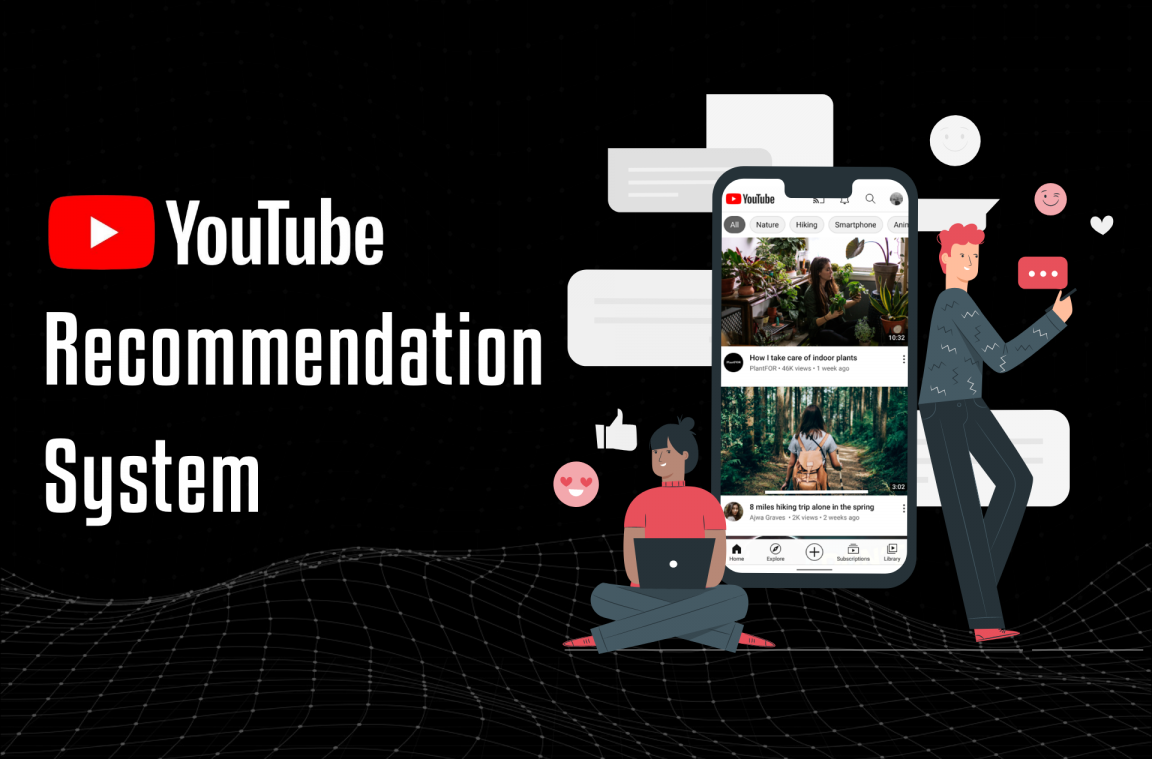 YouTube
Recommendation
System
YouTube
All Nature Hiking Smartphone Anin
10:32
How I take care of indoor plants
PlantFOR • 46K views • 1 week ago
3:02
8 miles hiking trip alone in the spring
Ajwa Graves • 2K views • 2 weeks ago
Home Explore Subscriptions Library